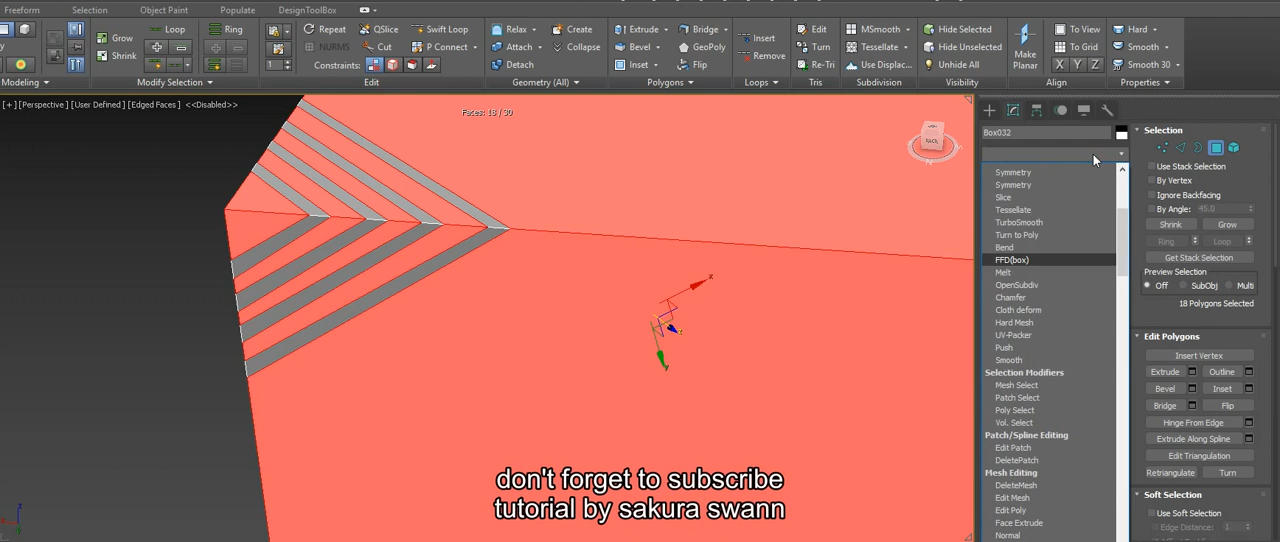 Freeform Selection Object Paint Populate DesignToolBox
Grow
Shrink
Loop
Ring
Modeling
Modify Selection
Repeat QSlice Swift Loop
NURMS Cut P Connect
Constraints:
1
Edit
Relax Create
Attach Collapse
Detach
Geometry (All)
Extrude Bridge
Bevel GeoPoly
Inset Flip
Polygons
Insert
Remove
Loops
Edit
Turn
Re-Tri
Tris
MSmooth
Tessellate
Use Displac...
Subdivision
Hide Selected
Hide Unselected
Unhide All
Visibility
Make
Planar
To View
To Grid
X Y Z
Align
Hard
Smooth
Smooth 30
Properties
[+] [Perspective] [User Defined] [Edged Faces] <<Disabled>>
Faces: 18 / 30
BACK
x
y
z
Box032
Symmetry
Symmetry
Slice
Tessellate
TurboSmooth
Turn to Poly
Bend
FFD(box)
Melt
OpenSubdiv
Chamfer
Cloth deform
Hard Mesh
UV-Packer
Push
Smooth
Selection Modifiers
Mesh Select
Patch Select
Poly Select
Vol. Select
Patch/Spline Editing
Edit Patch
DeletePatch
Mesh Editing
DeleteMesh
Edit Mesh
Edit Poly
Face Extrude
Normal
Selection
Use Stack Selection
By Vertex
Ignore Backfacing
By Angle: 45.0
Shrink Grow
Ring Loop
Get Stack Selection
Preview Selection
Off SubObj Multi
18 Polygons Selected
Edit Polygons
Insert Vertex
Extrude Outline
Bevel Inset
Bridge Flip
Hinge From Edge
Extrude Along Spline
Edit Triangulation
Retriangulate Turn
Soft Selection
Use Soft Selection
Edge Distance: 1
don't forget to subscribe
tutorial by sakura swann